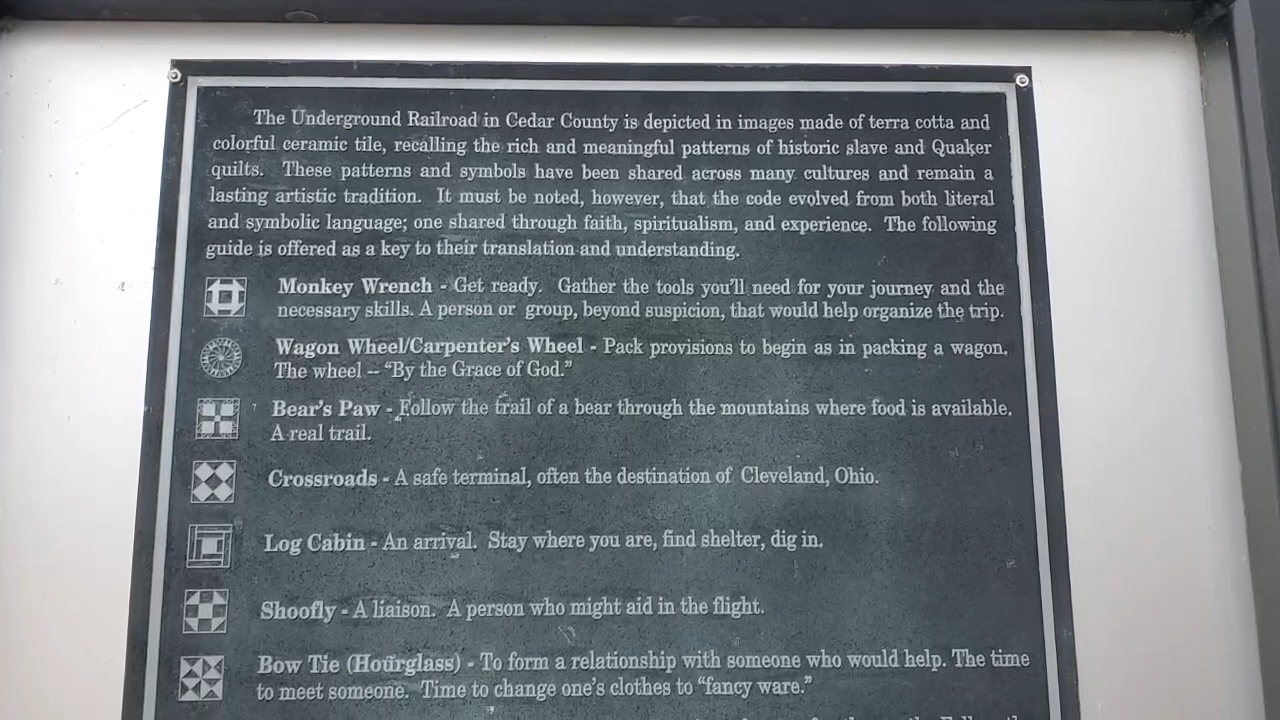 The Underground Railroad in Cedar County is depicted in images made of terra cotta and
colorful ceramic tile, recalling the rich and meaningful patterns of historic slave and Quaker
quilts. These patterns and symbols have been shared across many cultures and remain a
lasting artistic tradition. It must be noted, however, that the code evolved from both literal
and symbolic language; one shared through faith, spiritualism, and experience. The following
guide is offered as a key to their translation and understanding.
Monkey Wrench - Get ready. Gather the tools you'll need for your journey and the
necessary skills. A person or group, beyond suspicion, that would help organize the trip.
Wagon Wheel/Carpenter's Wheel - Pack provisions to begin as in packing a wagon.
The wheel -- "By the Grace of God."
Bear's Paw - Follow the trail of a bear through the mountains where food is available.
A real trail.
Crossroads - A safe terminal, often the destination of Cleveland, Ohio.
Log Cabin - An arrival. Stay where you are, find shelter, dig in.
Shoofly - A liaison. A person who might aid in the flight.
Bow Tie (Hourglass) - To form a relationship with someone who would help. The time
to meet someone. Time to change one's clothes to "fancy ware."